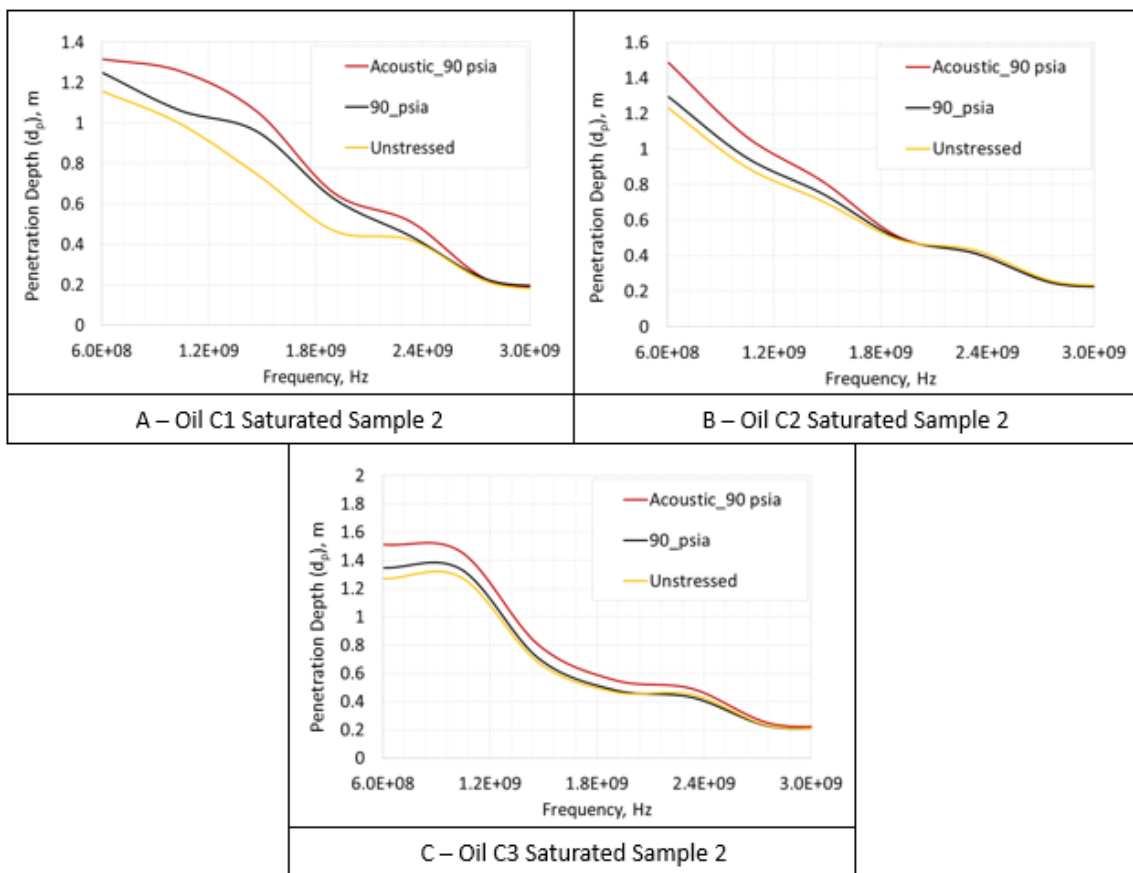 1.4
1.2
1
0.8
0.6
0.4
0.2
0
Penetration Depth (dₚ), m
6.0E+08 1.2E+09 1.8E+09 2.4E+09 3.0E+09
Frequency, Hz
Acoustic_90 psia
90_psia
Unstressed
A – Oil C1 Saturated Sample 2
1.6
1.4
1.2
1
0.8
0.6
0.4
0.2
0
Penetration Depth (dₚ), m
6.0E+08 1.2E+09 1.8E+09 2.4E+09 3.0E+09
Frequency, Hz
Acoustic_90 psia
90_psia
Unstressed
B – Oil C2 Saturated Sample 2
2
1.8
1.6
1.4
1.2
1
0.8
0.6
0.4
0.2
0
Penetration Depth (dₚ), m
6.0E+08 1.2E+09 1.8E+09 2.4E+09 3.0E+09
Frequency, Hz
Acoustic_90 psia
90_psia
Unstressed
C – Oil C3 Saturated Sample 2